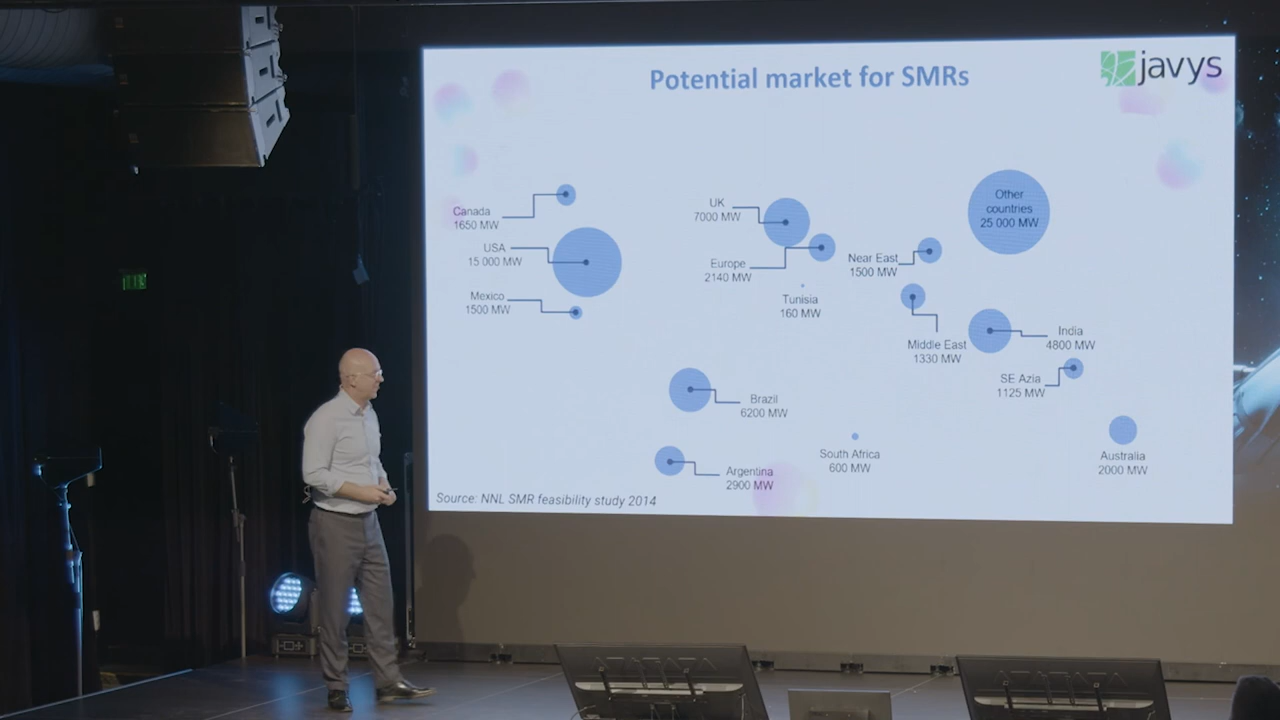 Potential market for SMRs
javys
Canada
1650 MW
USA
15 000 MW
Mexico
1500 MW
UK
7000 MW
Europe
2140 MW
Tunisia
160 MW
Near East
1500 MW
Other
countries
25 000 MW
Middle East
1330 MW
India
4800 MW
SE Azia
1125 MW
Brazil
6200 MW
Argentina
2900 MW
South Africa
600 MW
Australia
2000 MW
Source: NNL SMR feasibility study 2014